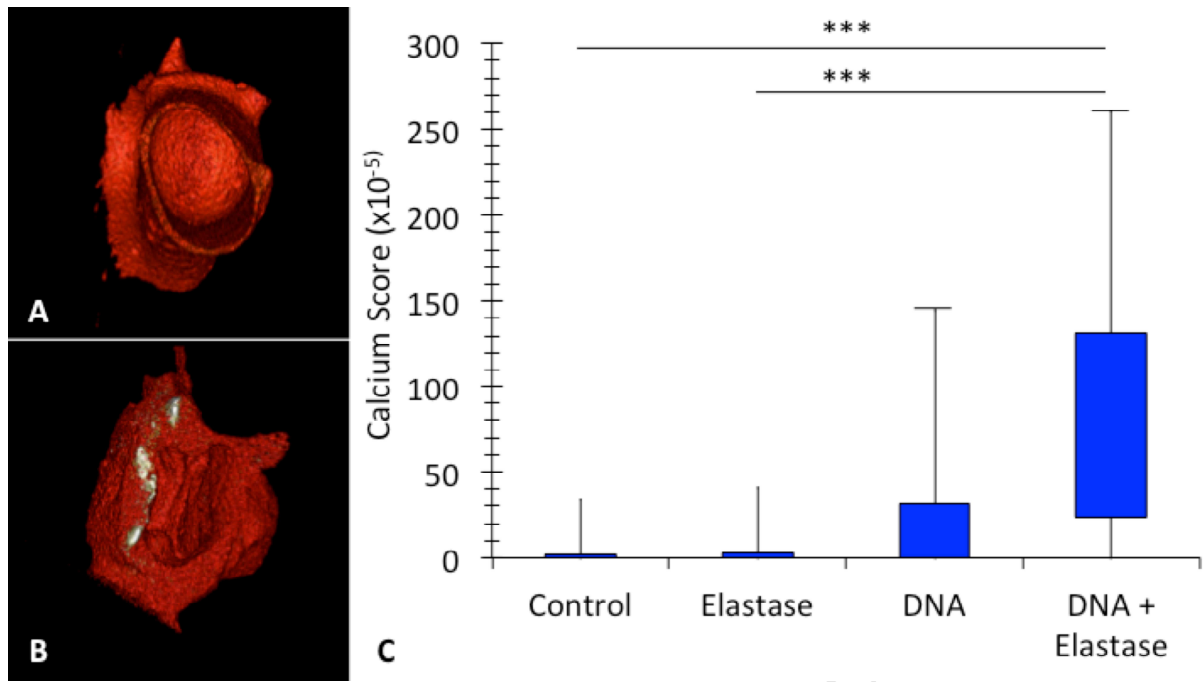 A
B
C
Calcium Score (x10⁻⁵)
300
250
200
150
100
50
0
***
***
Control
Elastase
DNA
DNA +
Elastase